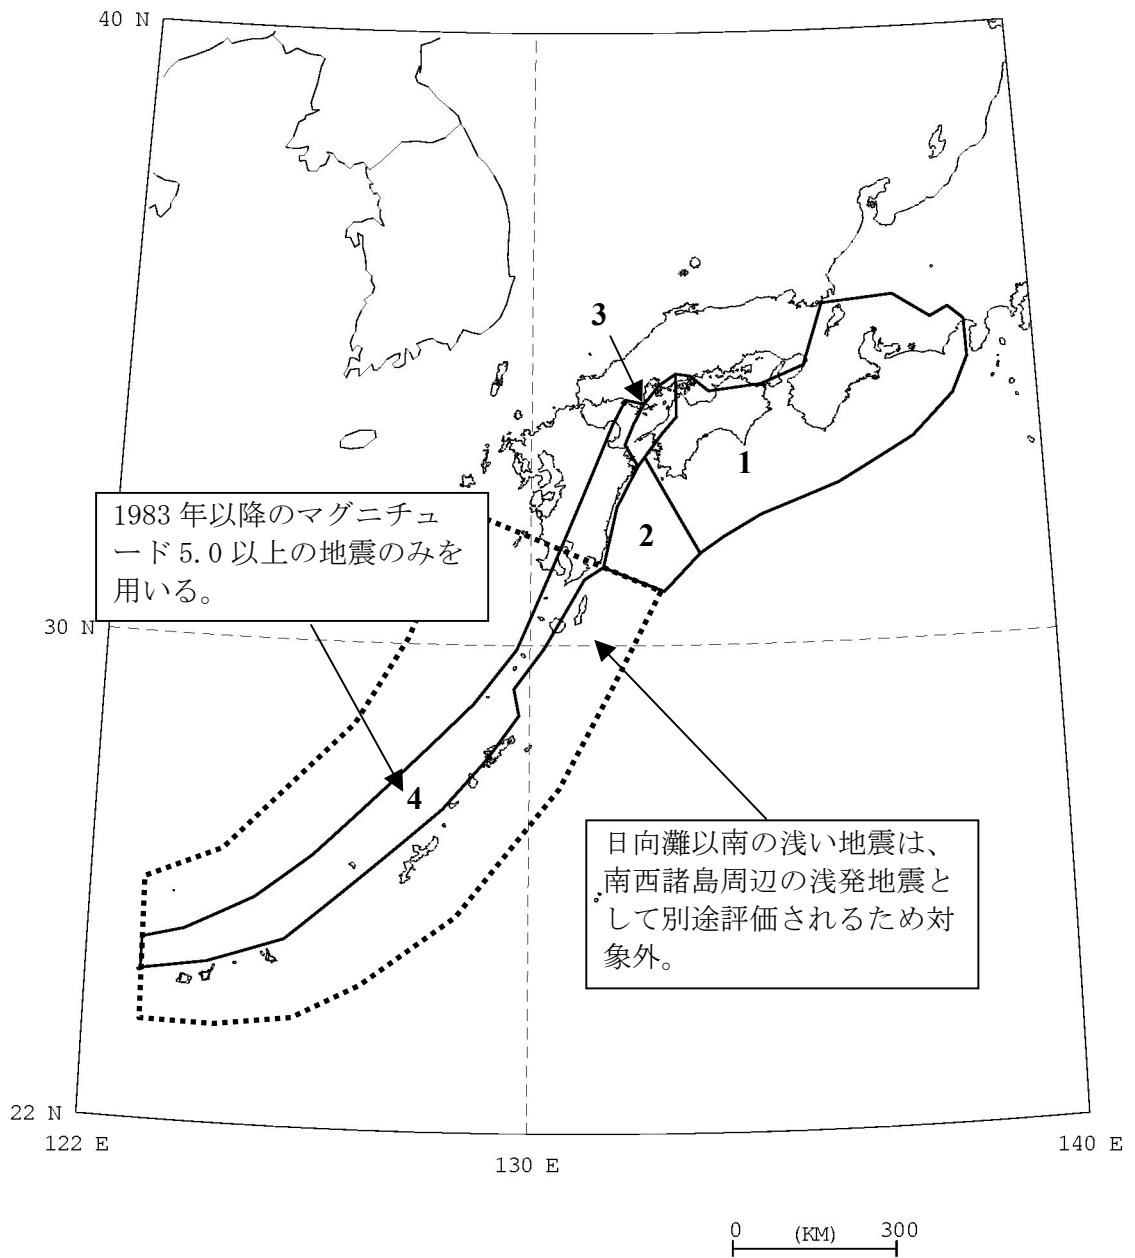 40 N
3
1
1983 年以降のマグニチュ
ード 5.0 以上の地震のみを
用いる。
2
30 N
4
日向灘以南の浅い地震は、
南西諸島周辺の浅発地震と
して別途評価されるため対
象外。
22 N
122 E
130 E
140 E
0 (KM) 300